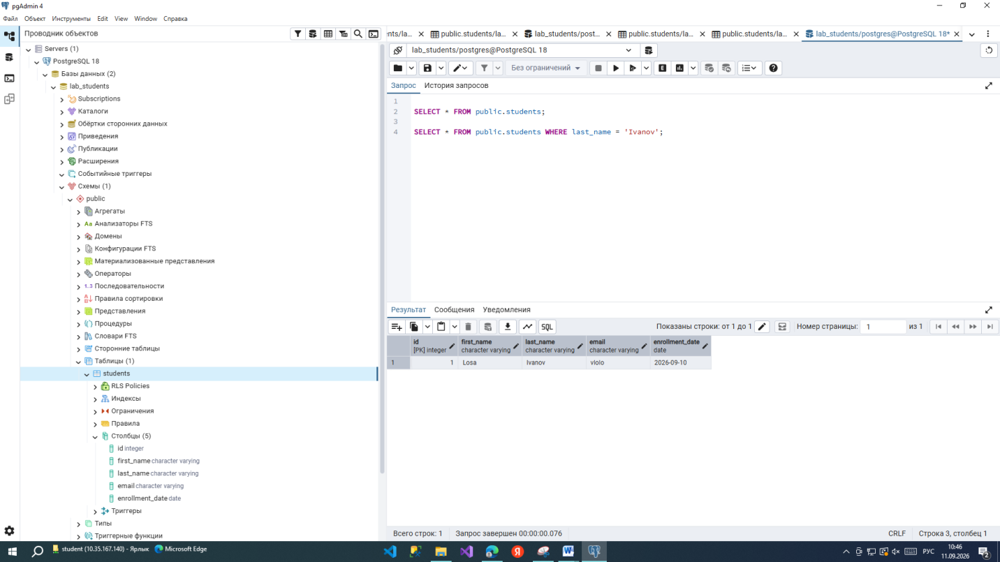 pgAdmin 4
Файл Объект Инструменты Edit View Window Справка
Проводник объектов
ents/la... public.students/la... lab_students/post... public.students/la... public.students/la... lab_students/postgres@PostgreSQL 18*
Servers (1)
PostgreSQL 18
Базы данных (2)
lab_students
Subscriptions
Каталоги
Обёртки сторонних данных
Приведения
Публикации
Расширения
Событийные триггеры
Схемы (1)
public
Агрегаты
Aa Анализаторы FTS
Домены
Конфигурации FTS
Материализованные представления
Операторы
1..3 Последовательности
Правила сортировки
Представления
Процедуры
Словари FTS
Сторонние таблицы
Таблицы (1)
students
RLS Policies
Индексы
Ограничения
Правила
Столбцы (5)
id integer
first_name character varying
last_name character varying
email character varying
enrollment_date date
Триггеры
Типы
Триггерные функции
lab_students/postgres@PostgreSQL 18
Без ограничений
Запрос История запросов
1
2 SELECT * FROM public.students;
3
4 SELECT * FROM public.students WHERE last_name = 'Ivanov';
Результат Сообщения Уведомления
SQL Показаны строки: от 1 до 1 Номер страницы: 1 из 1
id first_name last_name email enrollment_date
[PK] integer character varying character varying character varying date
1 1 Losa Ivanov vlolo 2026-09-10
Всего строк: 1 Запрос завершен 00:00:00.076 CRLF Строка 3, столбец 1
student (10.35.167.140) - Ярлык Microsoft Edge РУС 10:46
11.09.2026 2